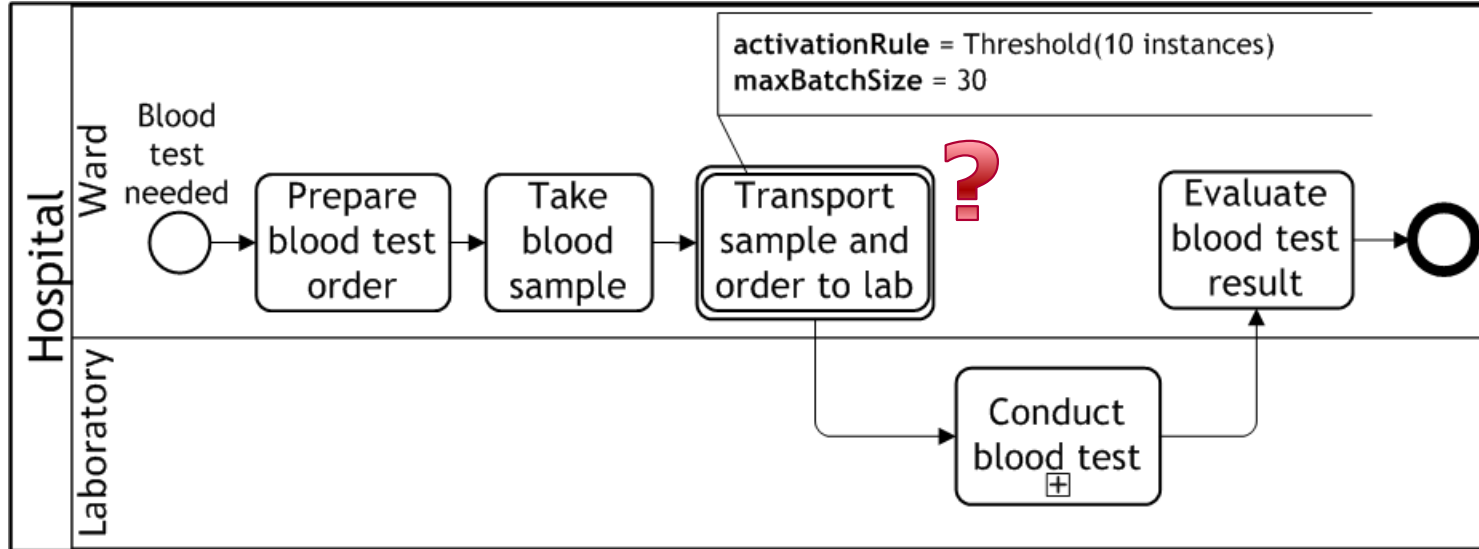 Hospital
Ward
Laboratory
activationRule = Threshold(10 instances)
maxBatchSize = 30
Blood
test
needed
Prepare
blood test
order
Take
blood
sample
Transport
sample and
order to lab
?
Evaluate
blood test
result
Conduct
blood test